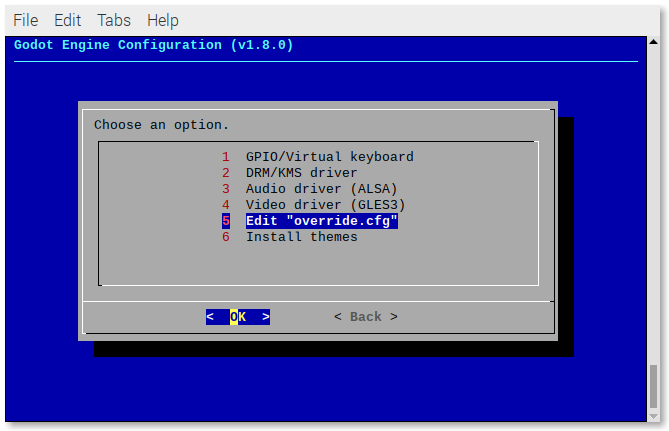 File Edit Tabs Help
Godot Engine Configuration (v1.8.0)
Choose an option.
1 GPIO/Virtual keyboard
2 DRM/KMS driver
3 Audio driver (ALSA)
4 Video driver (GLES3)
5 Edit "override.cfg"
6 Install themes
< OK > < Back >